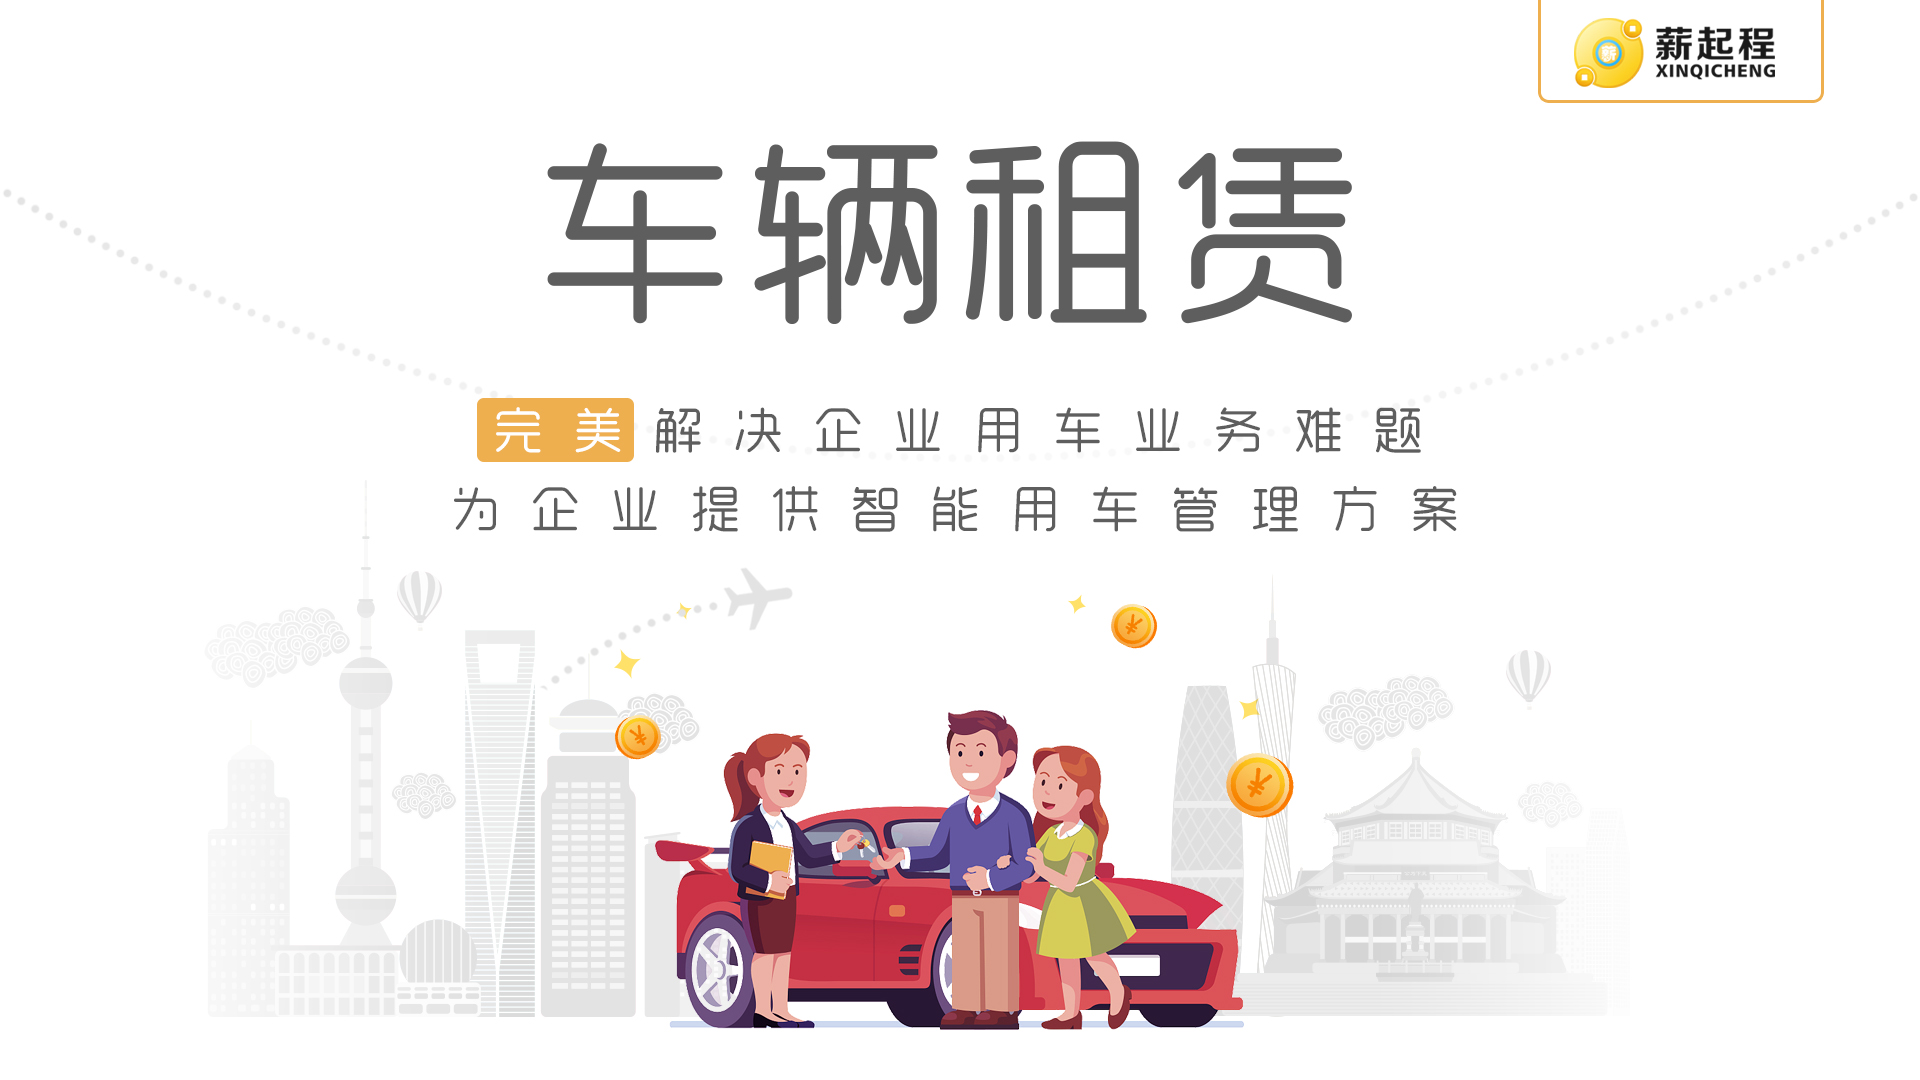 薪起程
XINQICHENG
车辆租赁
完美解决企业用车业务难题
为企业提供智能用车管理方案